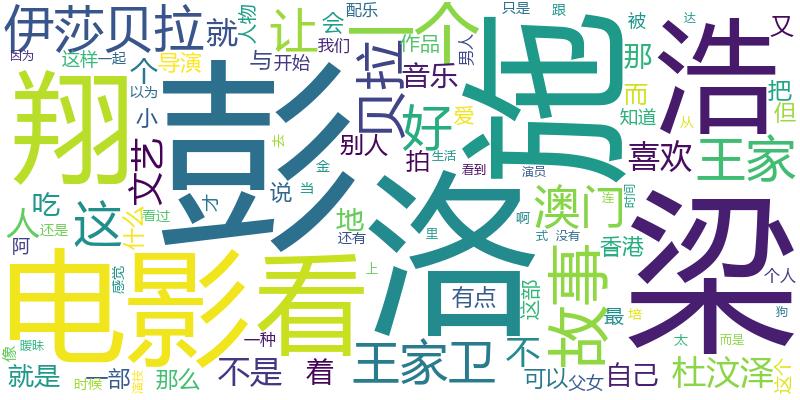 伊莎贝拉
就
人物
让
会
配乐
一个
只是
跟
被
达
又
因为
这样
一起
个
导演
与
开始
我们
作品
男人
那
浩
以为
小
贝拉
音乐
好
爱
施
而
知道
把
但
从
翔
彭
文艺
别人
拍
去
生活
看到
喜欢
王家
金
当
演员
吃
这
才
说
洛
澳门
时间
连
梁
人
还是
看过
什么
地
还有
里
啊
式
没有
香港
个人
阿
电影
看
上
有点
故事
这部
最
培
狗
感觉
像
暧昧
一种
太
而是
就是
时候
一部
那么
不是
着
王家卫
不
可以
父女
自己
杜汶泽
这个